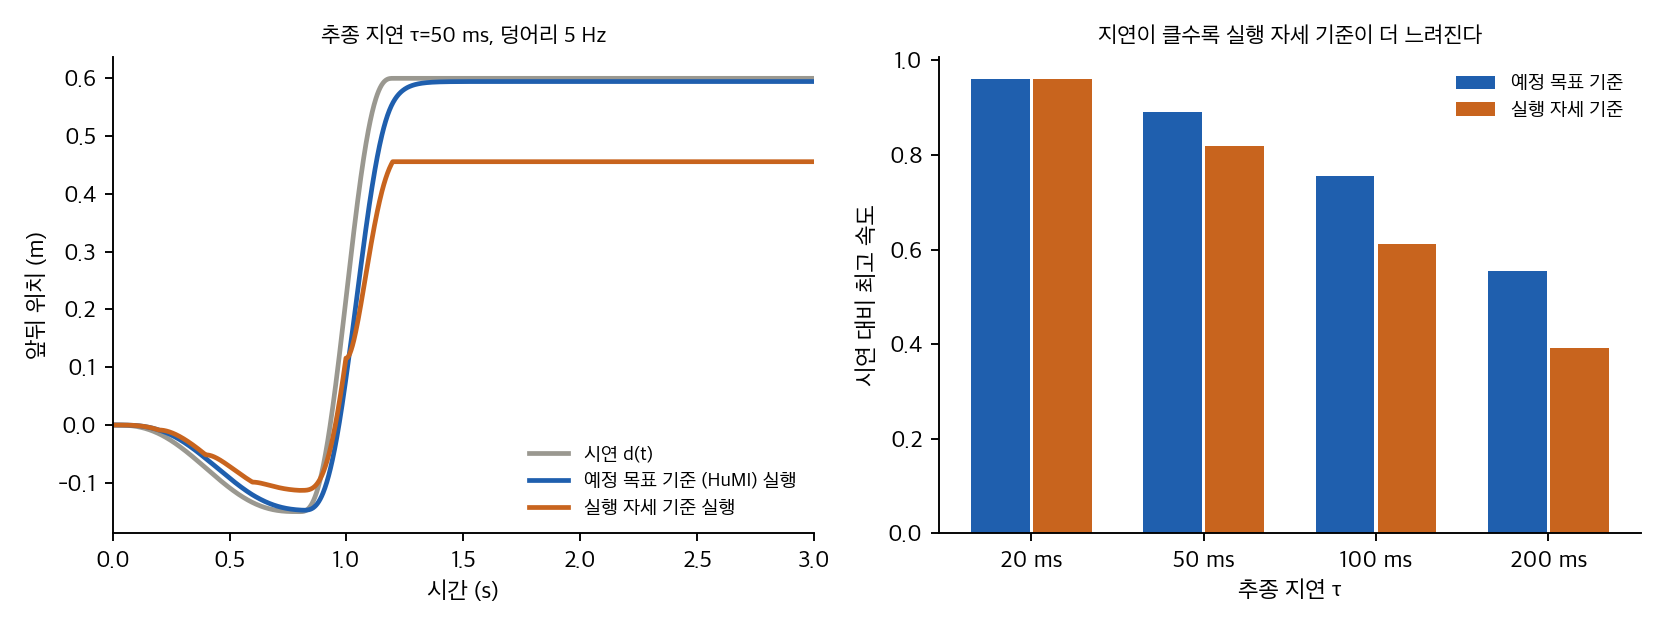 추종 지연 τ=50 ms, 덩어리 5 Hz
앞뒤 위치 (m)
0.6
0.5
0.4
0.3
0.2
0.1
0.0
-0.1
시연 d(t)
예정 목표 기준 (HuMI) 실행
실행 자세 기준 실행
0.0 0.5 1.0 1.5 2.0 2.5 3.0
시간 (s)
지연이 클수록 실행 자세 기준이 더 느려진다
시연 대비 최고 속도
1.0
0.8
0.6
0.4
0.2
0.0
예정 목표 기준
실행 자세 기준
20 ms 50 ms 100 ms 200 ms
추종 지연 τ